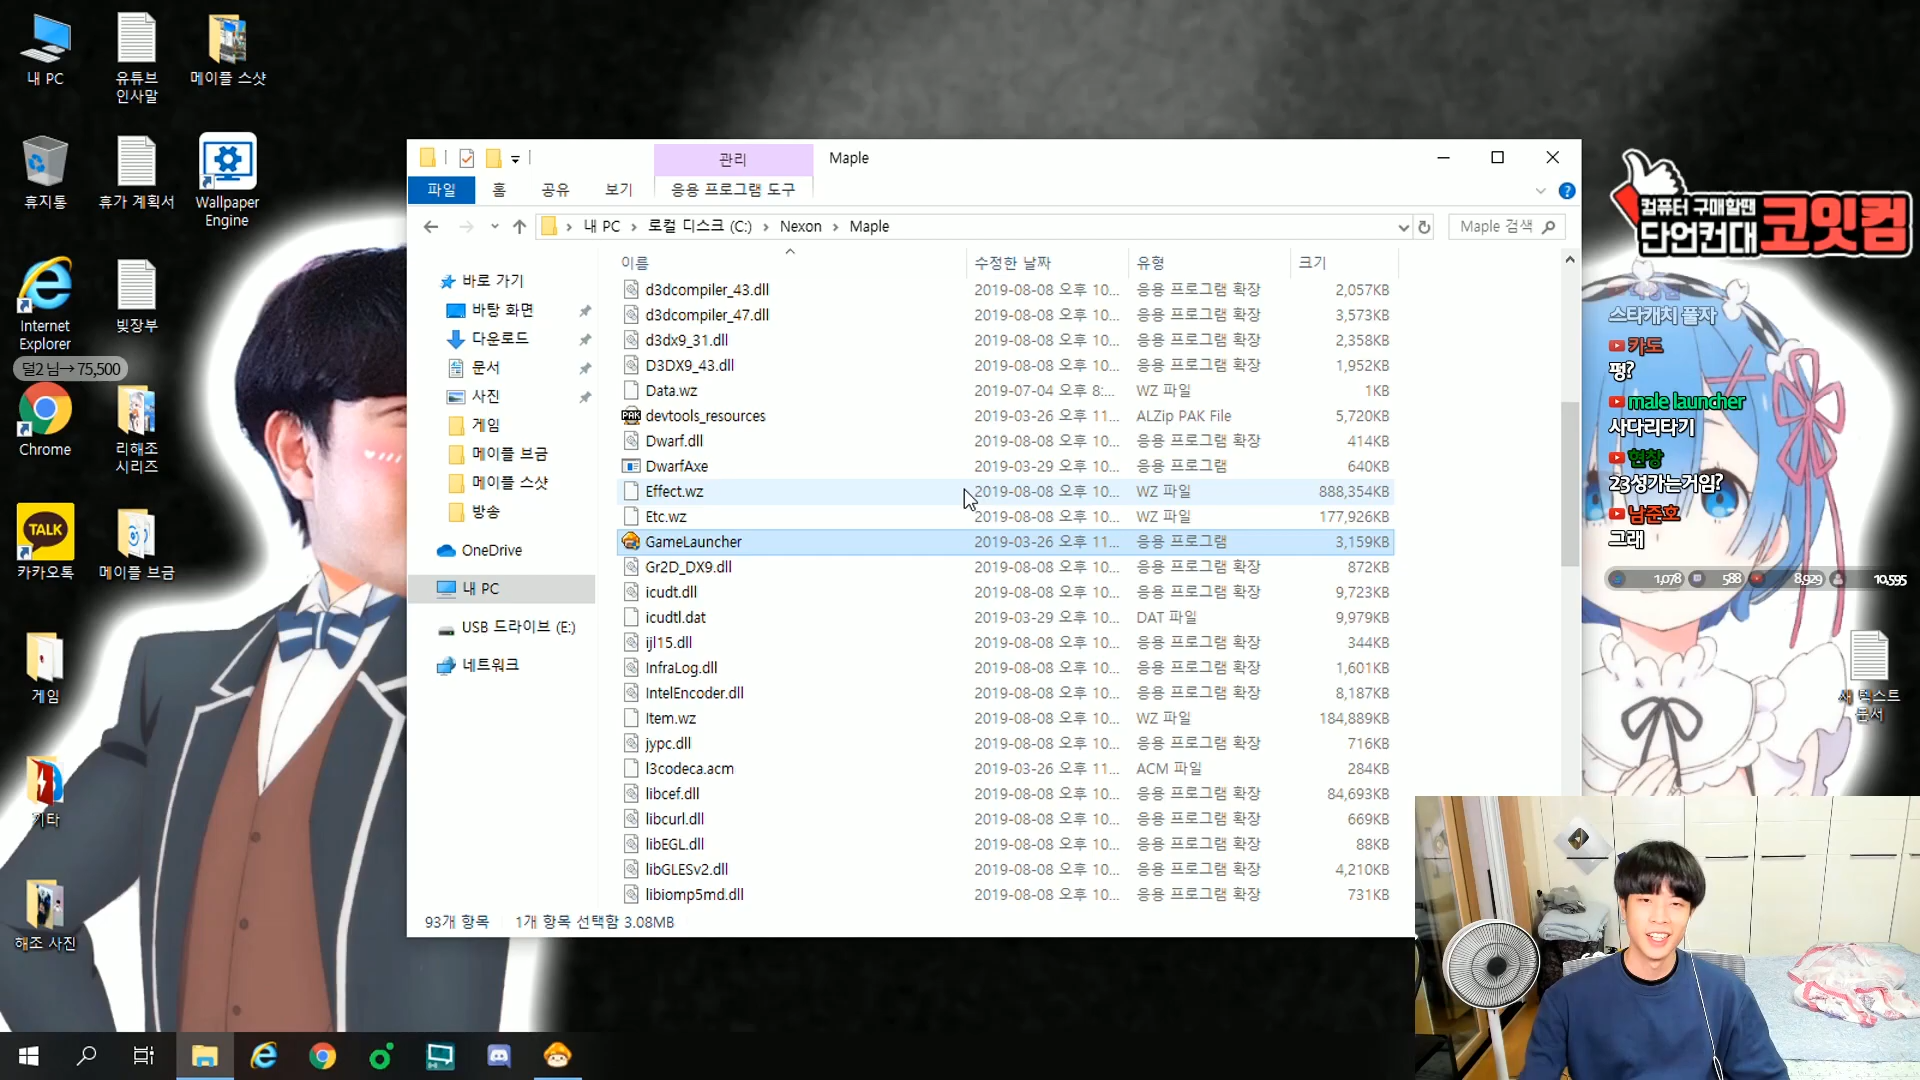 내 PC
유튜브
인사말
메이플 스샷
휴지통
휴가 계획서
Wallpaper
Engine
Internet
Explorer
빚장부
덜2 님→ 75,500
Chrome
리해조
시리즈
TALK
카카오톡
메이플 브금
게임
기타
해조 사진
관리
Maple
파일
홈
공유
보기
응용 프로그램 도구
내 PC › 로컬 디스크 (C:) › Nexon › Maple
Maple 검색
바로 가기
바탕 화면
다운로드
문서
사진
게임
메이플 브금
메이플 스샷
방송
OneDrive
내 PC
USB 드라이브 (E:)
네트워크
이름 수정한 날짜 유형 크기
d3dcompiler_43.dll 2019-08-08 오후 10... 응용 프로그램 확장 2,057KB
d3dcompiler_47.dll 2019-08-08 오후 10... 응용 프로그램 확장 3,573KB
d3dx9_31.dll 2019-08-08 오후 10... 응용 프로그램 확장 2,358KB
D3DX9_43.dll 2019-08-08 오후 10... 응용 프로그램 확장 1,952KB
Data.wz 2019-07-04 오후 8:... WZ 파일 1KB
devtools_resources 2019-03-26 오후 11... ALZip PAK File 5,720KB
Dwarf.dll 2019-08-08 오후 10... 응용 프로그램 확장 414KB
DwarfAxe 2019-03-29 오후 10... 응용 프로그램 640KB
Effect.wz 2019-08-08 오후 10... WZ 파일 888,354KB
Etc.wz 2019-08-08 오후 10... WZ 파일 177,926KB
GameLauncher 2019-03-26 오후 11... 응용 프로그램 3,159KB
Gr2D_DX9.dll 2019-08-08 오후 10... 응용 프로그램 확장 872KB
icudt.dll 2019-08-08 오후 10... 응용 프로그램 확장 9,723KB
icudtl.dat 2019-03-29 오후 10... DAT 파일 9,979KB
ijl15.dll 2019-08-08 오후 10... 응용 프로그램 확장 344KB
InfraLog.dll 2019-08-08 오후 10... 응용 프로그램 확장 1,601KB
IntelEncoder.dll 2019-08-08 오후 10... 응용 프로그램 확장 8,187KB
Item.wz 2019-08-08 오후 10... WZ 파일 184,889KB
jypc.dll 2019-08-08 오후 10... 응용 프로그램 확장 716KB
l3codeca.acm 2019-03-26 오후 11... ACM 파일 284KB
libcef.dll 2019-08-08 오후 10... 응용 프로그램 확장 84,693KB
libcurl.dll 2019-08-08 오후 10... 응용 프로그램 확장 669KB
libEGL.dll 2019-08-08 오후 10... 응용 프로그램 확장 88KB
libGLESv2.dll 2019-08-08 오후 10... 응용 프로그램 확장 4,210KB
libiomp5md.dll 2019-08-08 오후 10... 응용 프로그램 확장 731KB
93개 항목 1개 항목 선택함 3.08MB
컴퓨터 구매할땐
단언컨대 코잇컴
스타캐치 풀자
카도
펑?
male launcher
사다리타기
현창
23성가는거임?
남준호
그래
1,078 588 8,929 10,595
새 텍스트
문서